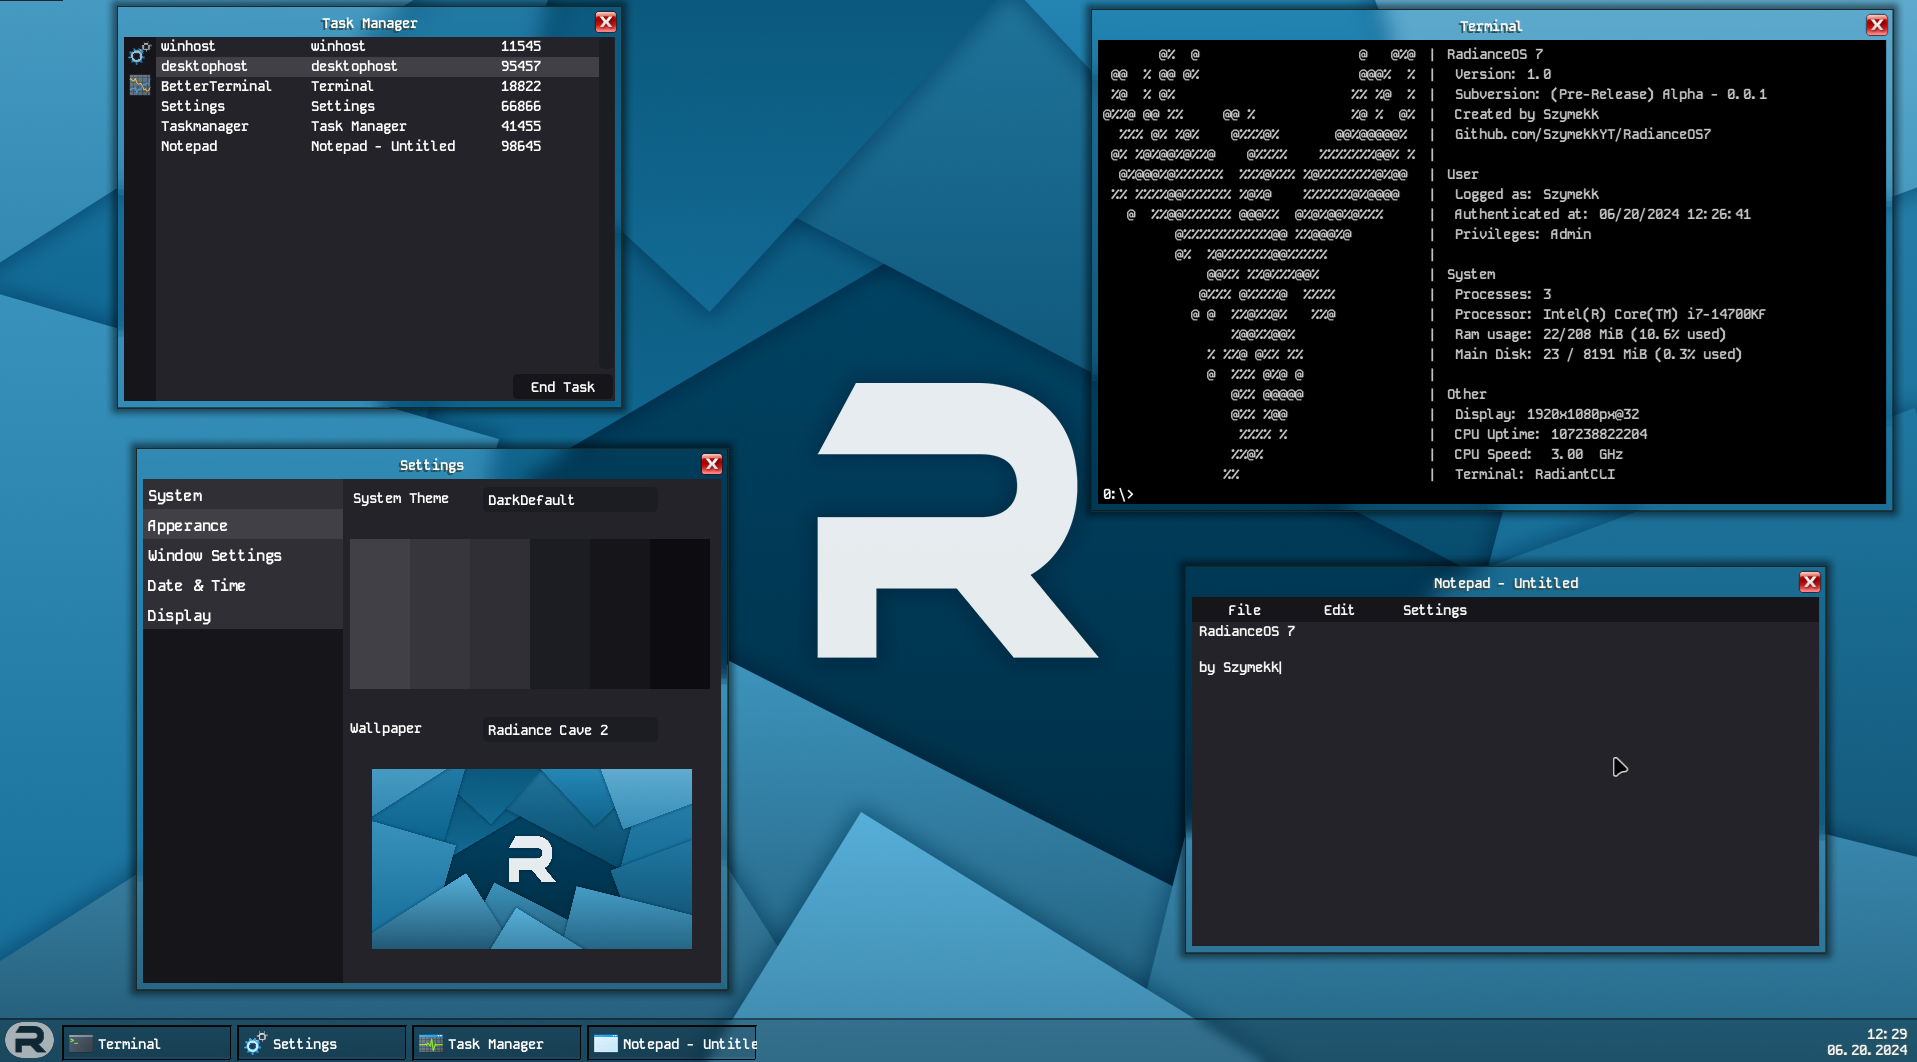 Task Manager
winhost winhost 11545
desktophost desktophost 95457
BetterTerminal Terminal 18822
Settings Settings 66866
Taskmanager Task Manager 41455
Notepad Notepad - Untitled 98645
End Task
Terminal
RadianceOS 7
Version: 1.0
Subversion: (Pre-Release) Alpha - 0.0.1
Created by Szymekk
Github.com/SzymekkYT/RadianceOS7
User
Logged as: Szymekk
Authenticated at: 06/20/2024 12:26:41
Privileges: Admin
System
Processes: 3
Processor: Intel(R) Core(TM) i7-14700KF
Ram usage: 22/208 MiB (10.6% used)
Main Disk: 23 / 8191 MiB (0.3% used)
Other
Display: 1920x1080px@32
CPU Uptime: 107238822204
CPU Speed: 3.00 GHz
Terminal: RadiantCLI
0:\>
Settings
System
Apperance
Window Settings
Date & Time
Display
System Theme DarkDefault
Wallpaper Radiance Cave 2
R
Notepad - Untitled
File Edit Settings
RadianceOS 7
by Szymekk
R
R
Terminal
Settings
Task Manager
Notepad - Untitle
12:29
06.20.2024